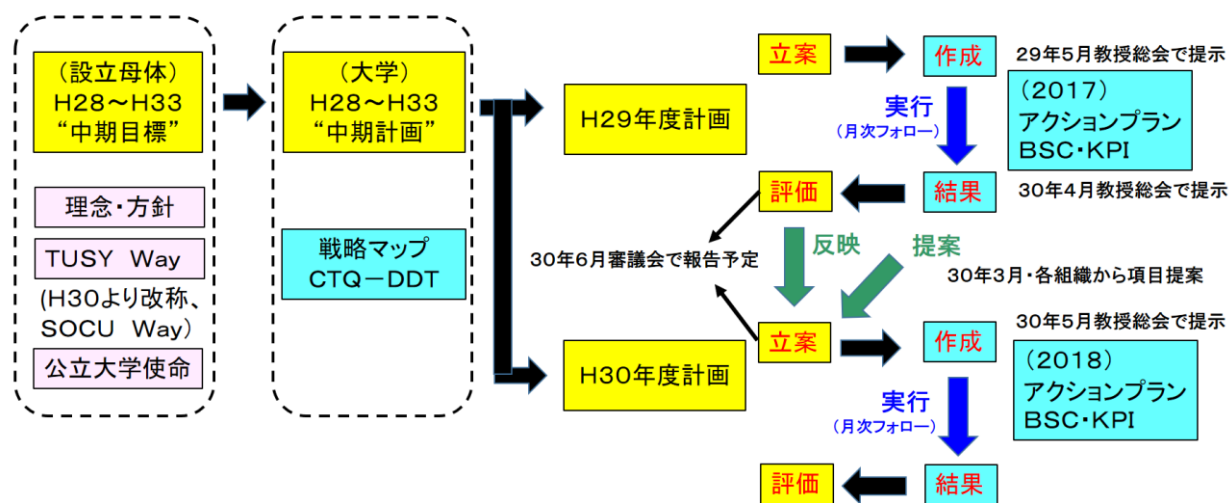 (設立母体)
H28~H33
“中期目標”
理念・方針
TUSY Way
(H30より改称、
SOCU Way)
公立大学使命
(大学)
H28~H33
“中期計画”
戦略マップ
CTQ-DDT
H29年度計画
立案
作成
29年5月教授総会で提示
実行
(月次フォロー)
(2017)
アクションプラン
BSC・KPI
評価
結果
30年4月教授総会で提示
30年6月審議会で報告予定
反映
提案
30年3月・各組織から項目提案
H30年度計画
立案
作成
30年5月教授総会で提示
実行
(月次フォロー)
(2018)
アクションプラン
BSC・KPI
評価
結果